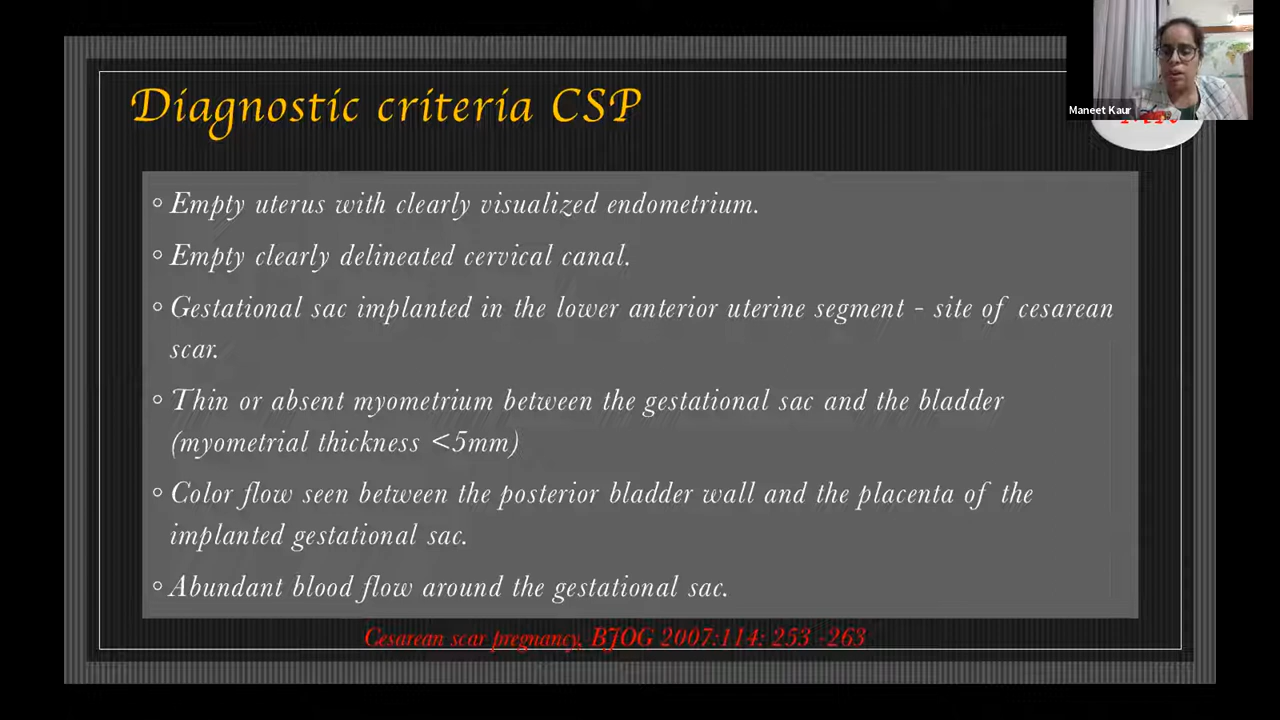 Diagnostic criteria CSP
Maneet Kaur
Empty uterus with clearly visualized endometrium.
Empty clearly delineated cervical canal.
Gestational sac implanted in the lower anterior uterine segment - site of cesarean
scar.
Thin or absent myometrium between the gestational sac and the bladder
(myometrial thickness <5mm)
Color flow seen between the posterior bladder wall and the placenta of the
implanted gestational sac.
Abundant blood flow around the gestational sac.
Cesarean scar pregnancy, BJOG 2007:114: 253 -263